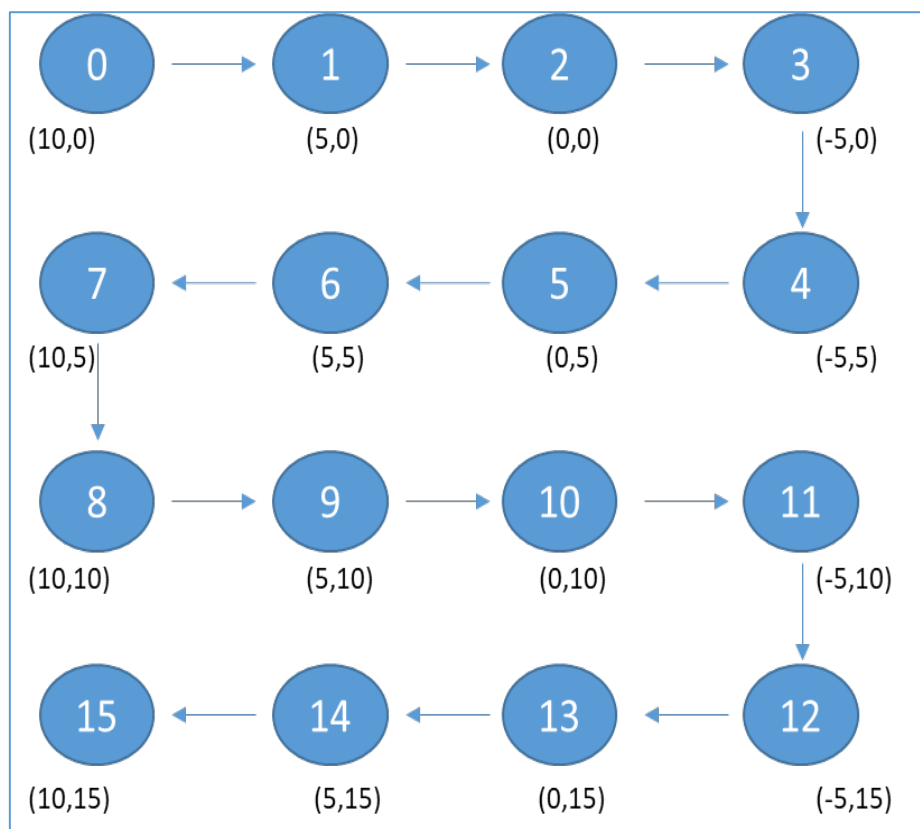 0 1 2 3
(10,0) (5,0) (0,0) (-5,0)
7 6 5 4
(10,5) (5,5) (0,5) (-5,5)
8 9 10 11
(10,10) (5,10) (0,10) (-5,10)
15 14 13 12
(10,15) (5,15) (0,15) (-5,15)